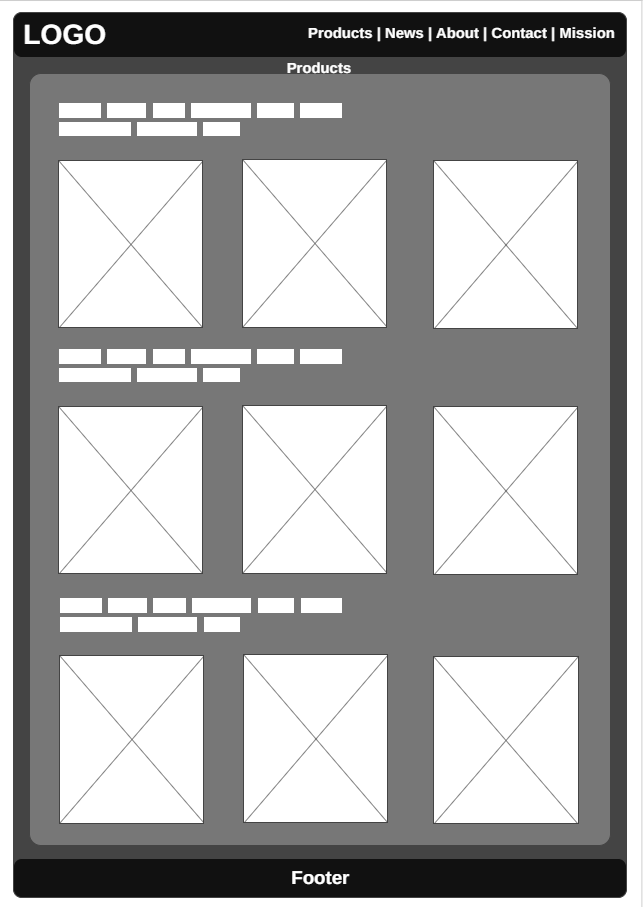 LOGO
Products | News | About | Contact | Mission
Products
Footer